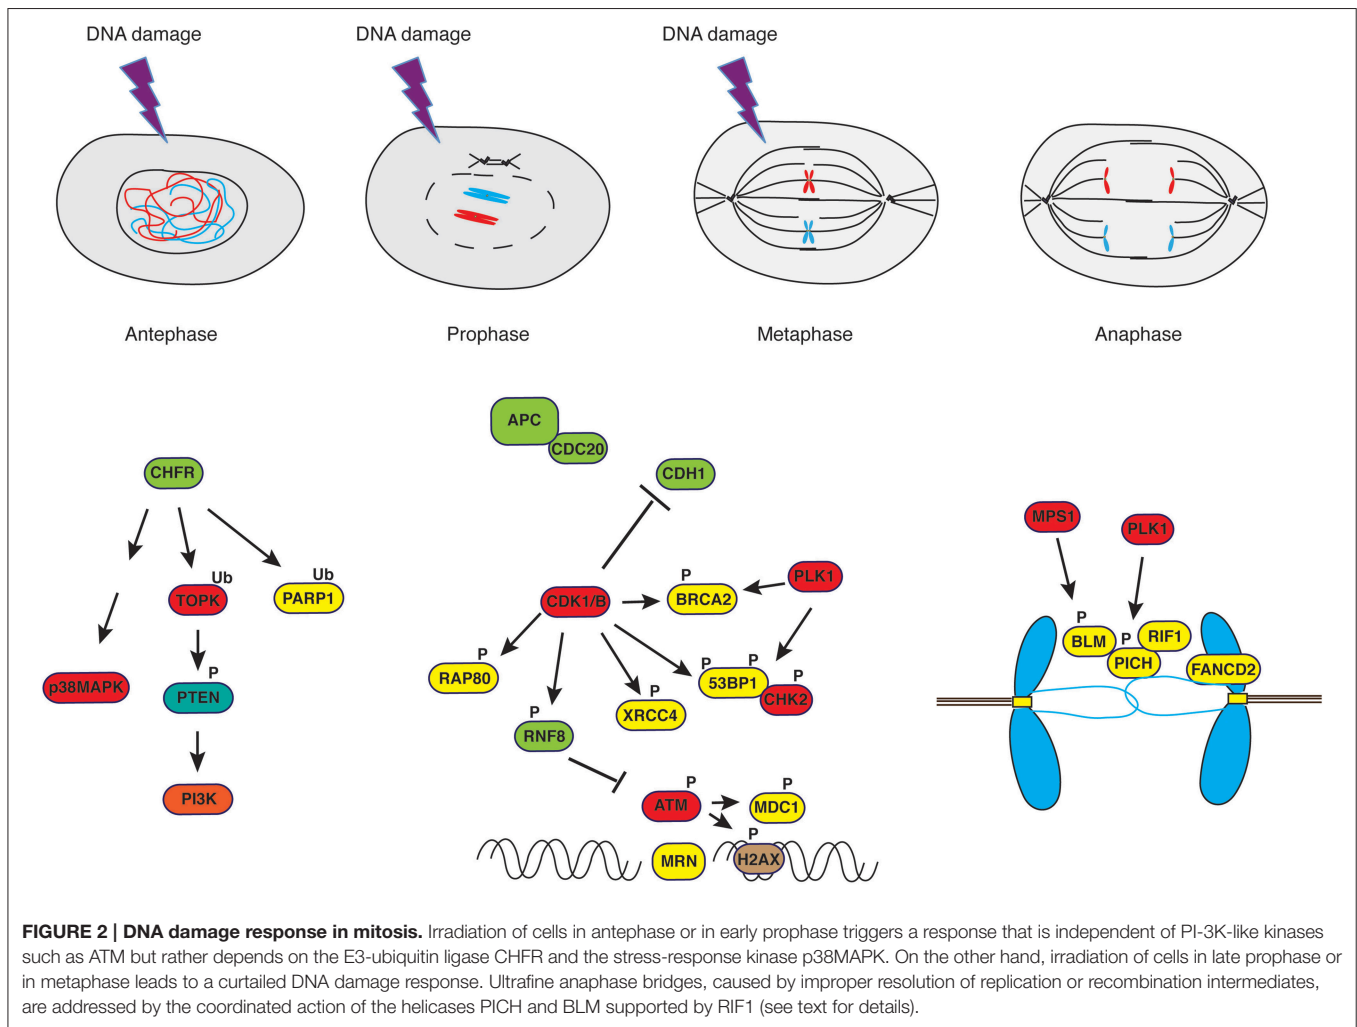 DNA damage
DNA damage
DNA damage
Antephase
Prophase
Metaphase
Anaphase
CHFR
Ub
TOPK
Ub
PARP1
p38MAPK
P
PTEN
PI3K
APC
CDC20
CDH1
CDK1/B
P
BRCA2
PLK1
P
RAP80
P
RNF8
P
XRCC4
P
P
53BP1
P
CHK2
P
ATM
P
MDC1
MRN
P
H2AX
MPS1
PLK1
P
BLM
P
PICH
RIF1
FANCD2
FIGURE 2 | DNA damage response in mitosis. Irradiation of cells in antephase or in early prophase triggers a response that is independent of PI-3K-like kinases
such as ATM but rather depends on the E3-ubiquitin ligase CHFR and the stress-response kinase p38MAPK. On the other hand, irradiation of cells in late prophase or
in metaphase leads to a curtailed DNA damage response. Ultrafine anaphase bridges, caused by improper resolution of replication or recombination intermediates,
are addressed by the coordinated action of the helicases PICH and BLM supported by RIF1 (see text for details).